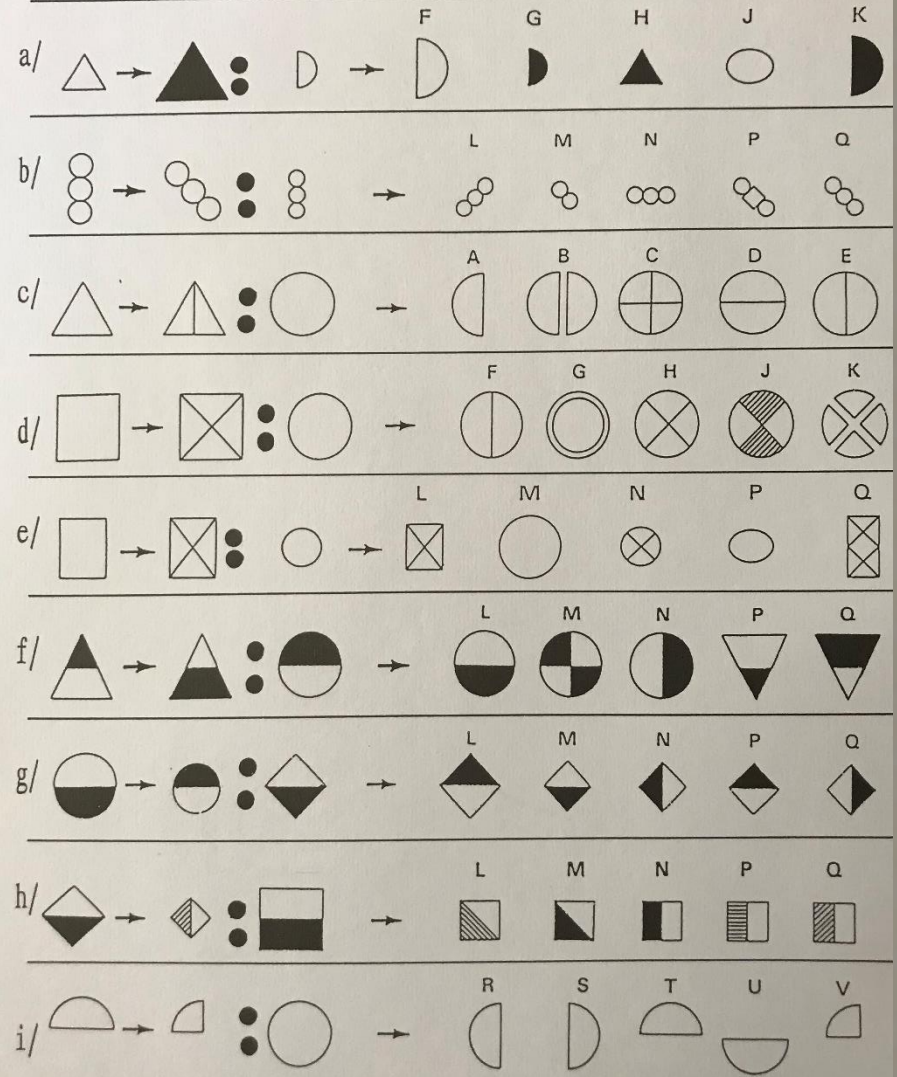 F G H J K
a/
L M N P Q
b/
A B C D E
c/
F G H J K
d/
L M N P Q
e/
L M N P Q
f/
L M N P Q
g/
L M N P Q
h/
R S T U V
i/